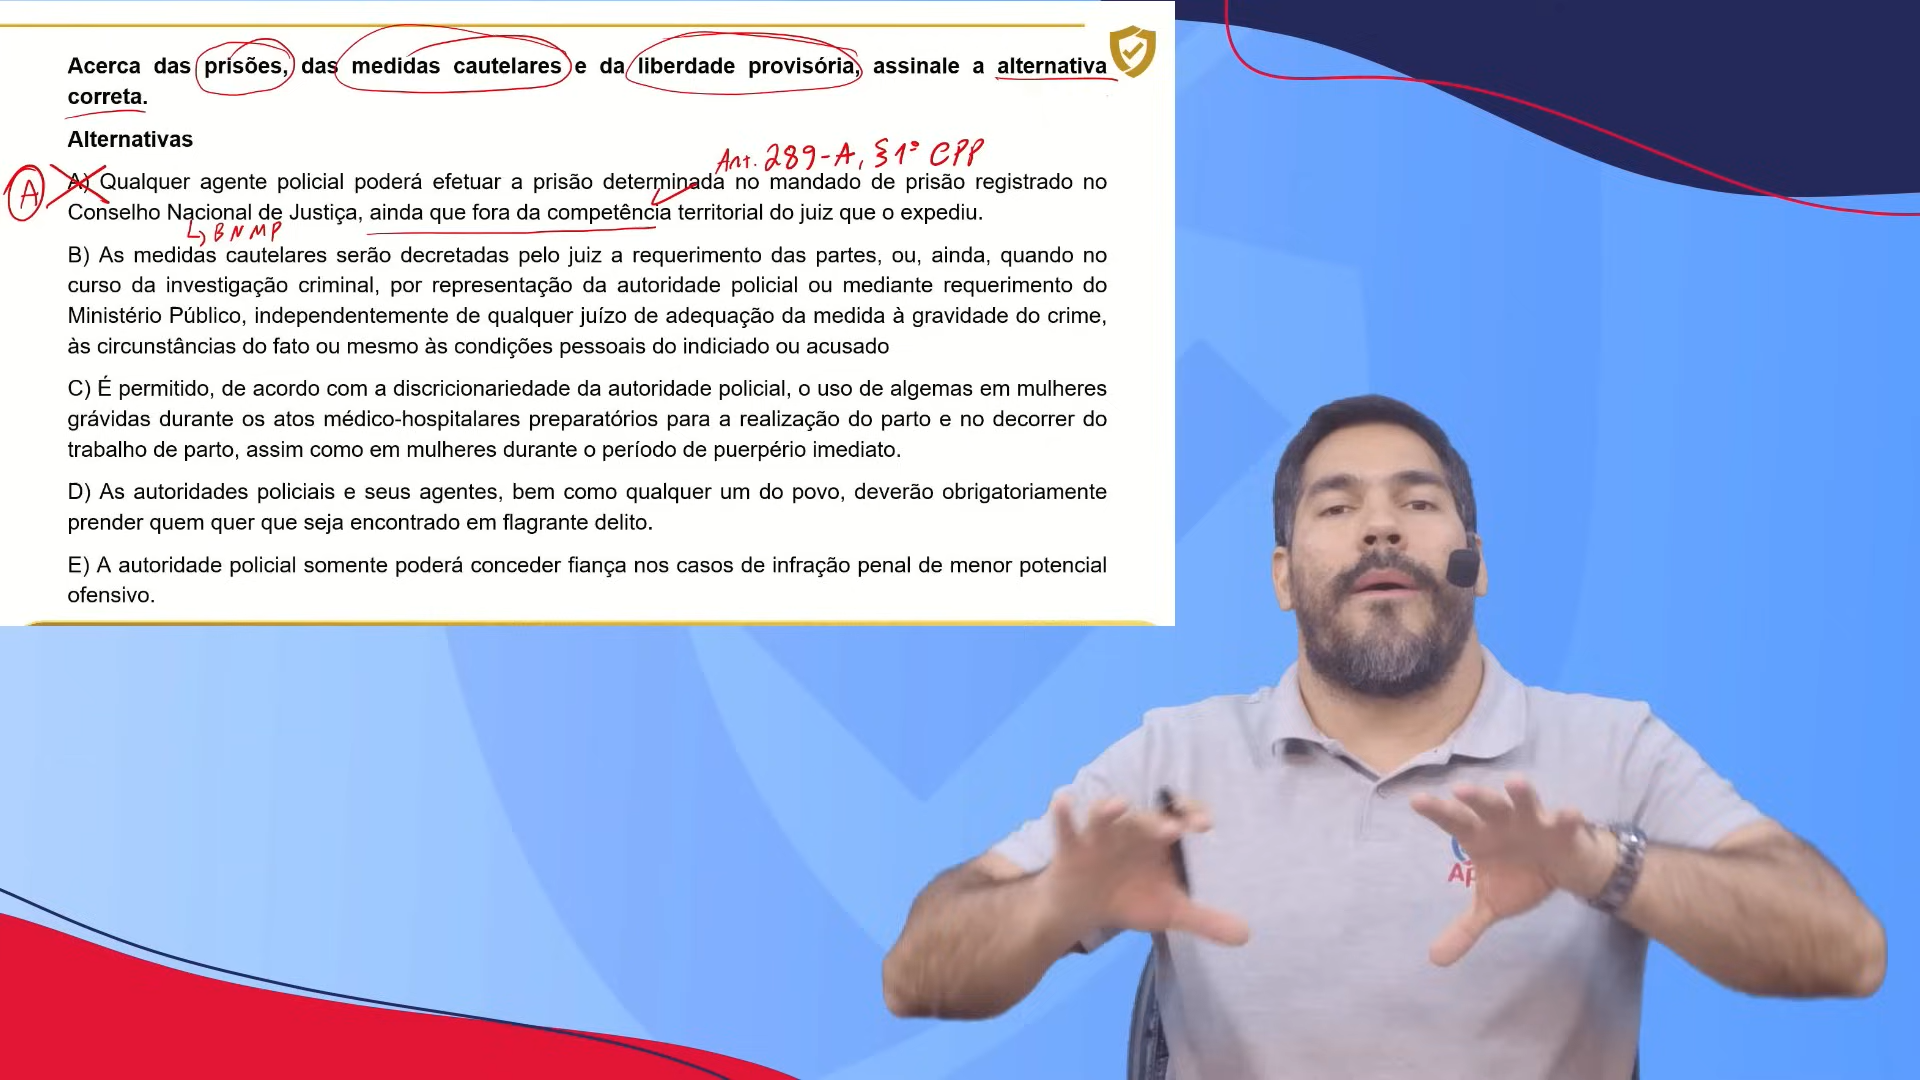 Acerca das prisões, das medidas cautelares e da liberdade provisória, assinale a alternativa
correta.
Alternativas
Ant. 289-A, §1º CPP
A A) Qualquer agente policial poderá efetuar a prisão determinada no mandado de prisão registrado no
Conselho Nacional de Justiça, ainda que fora da competência territorial do juiz que o expediu.
BNMP
B) As medidas cautelares serão decretadas pelo juiz a requerimento das partes, ou, ainda, quando no
curso da investigação criminal, por representação da autoridade policial ou mediante requerimento do
Ministério Público, independentemente de qualquer juízo de adequação da medida à gravidade do crime,
às circunstâncias do fato ou mesmo às condições pessoais do indiciado ou acusado
C) É permitido, de acordo com a discricionariedade da autoridade policial, o uso de algemas em mulheres
grávidas durante os atos médico-hospitalares preparatórios para a realização do parto e no decorrer do
trabalho de parto, assim como em mulheres durante o período de puerpério imediato.
D) As autoridades policiais e seus agentes, bem como qualquer um do povo, deverão obrigatoriamente
prender quem quer que seja encontrado em flagrante delito.
E) A autoridade policial somente poderá conceder fiança nos casos de infração penal de menor potencial
ofensivo.